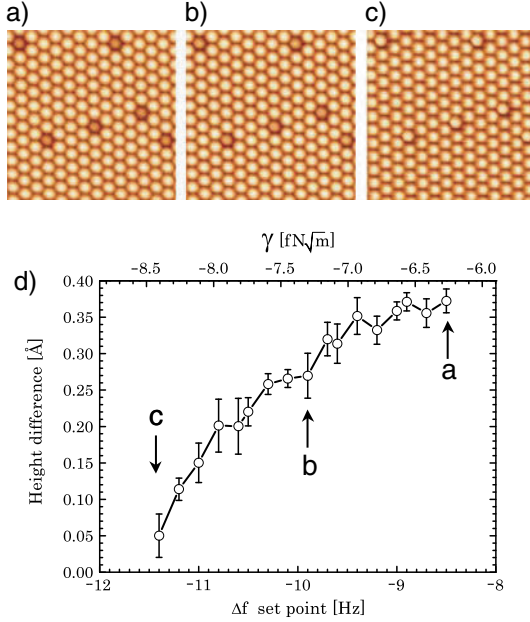 a)
b)
c)
γ [fN√m]
-8.5
-8.0
-7.5
-7.0
-6.5
-6.0
d)
0.40
0.35
0.30
0.25
0.20
0.15
0.10
0.05
0.00
Height difference [Å]
c
b
a
-12
-11
-10
-9
-8
Δf set point [Hz]